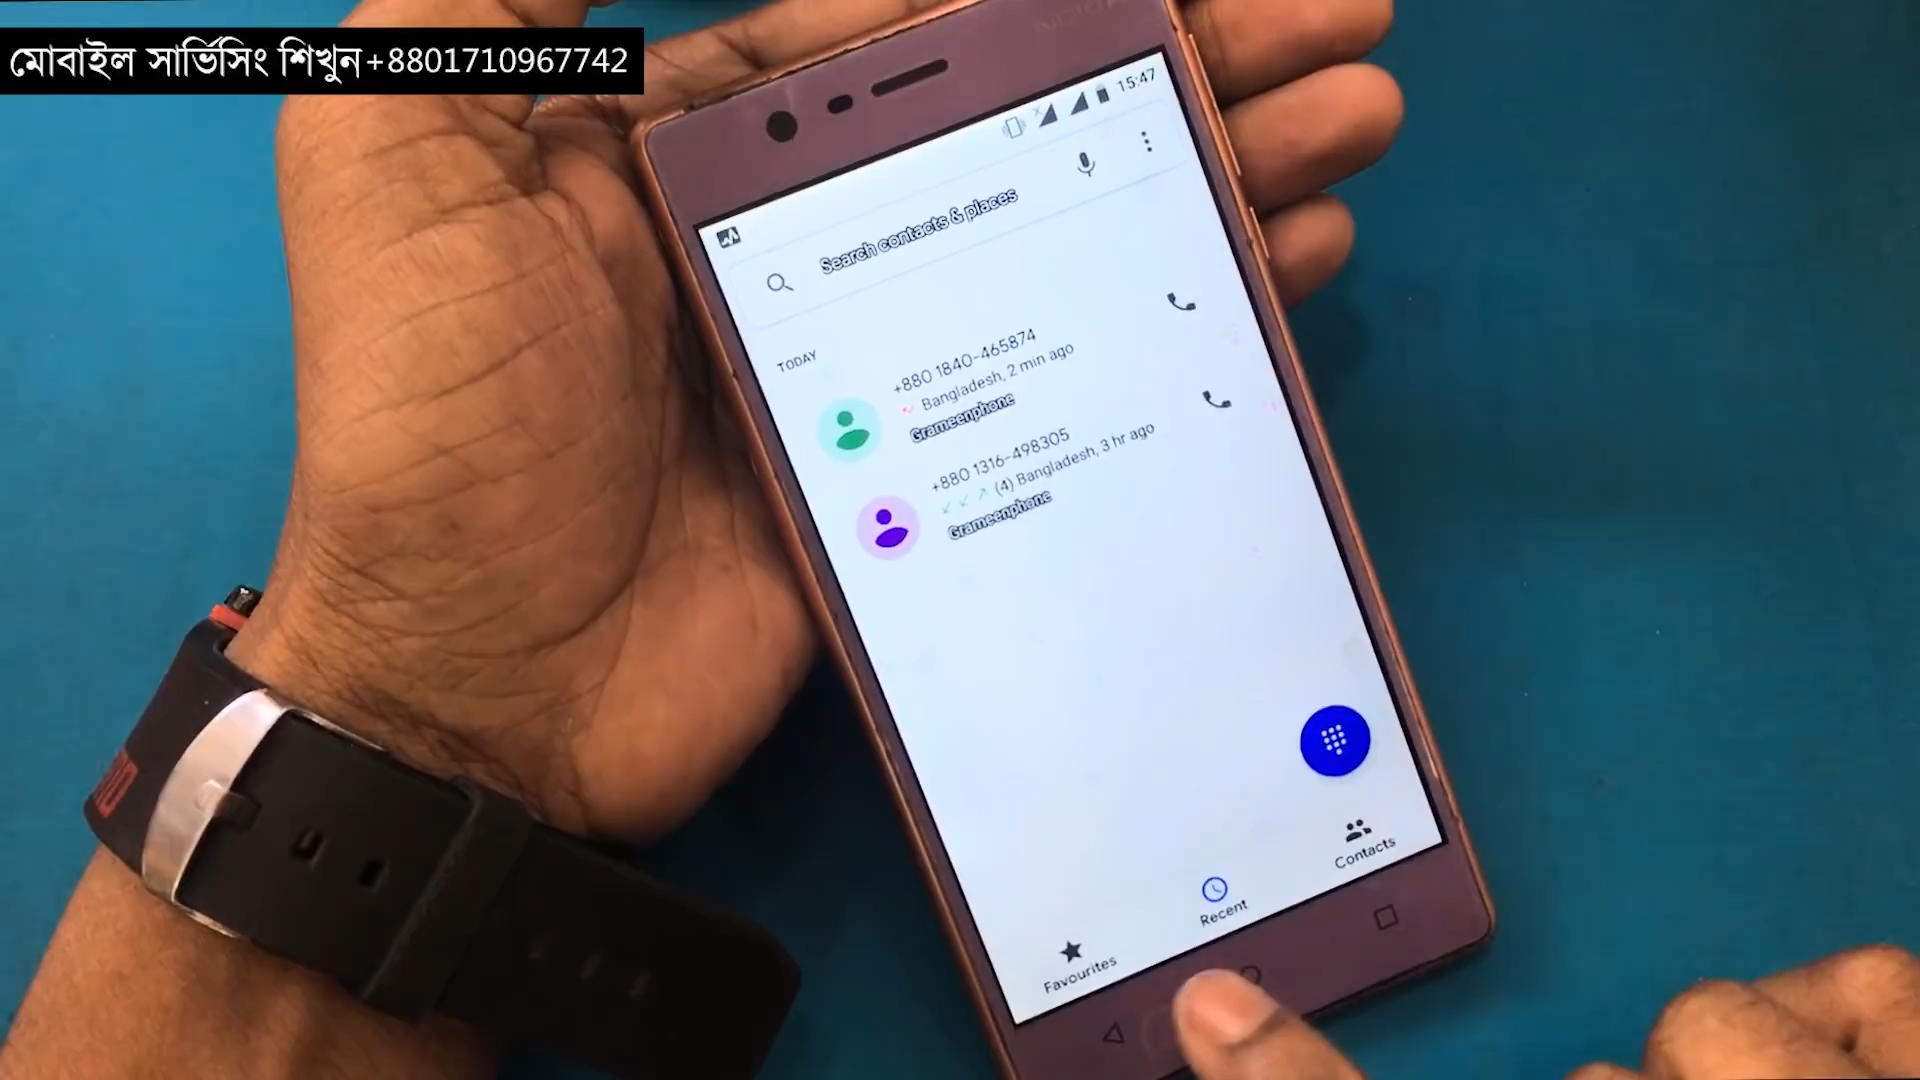 মোবাইল সার্ভিসিং শিখুন+8801710967742
15:47
Search contacts & places
TODAY
+880 1840-465874
Bangladesh, 2 min ago
Grameenphone
+880 1316-498305
(4) Bangladesh, 3 hr ago
Grameenphone
Favourites
Recent
Contacts